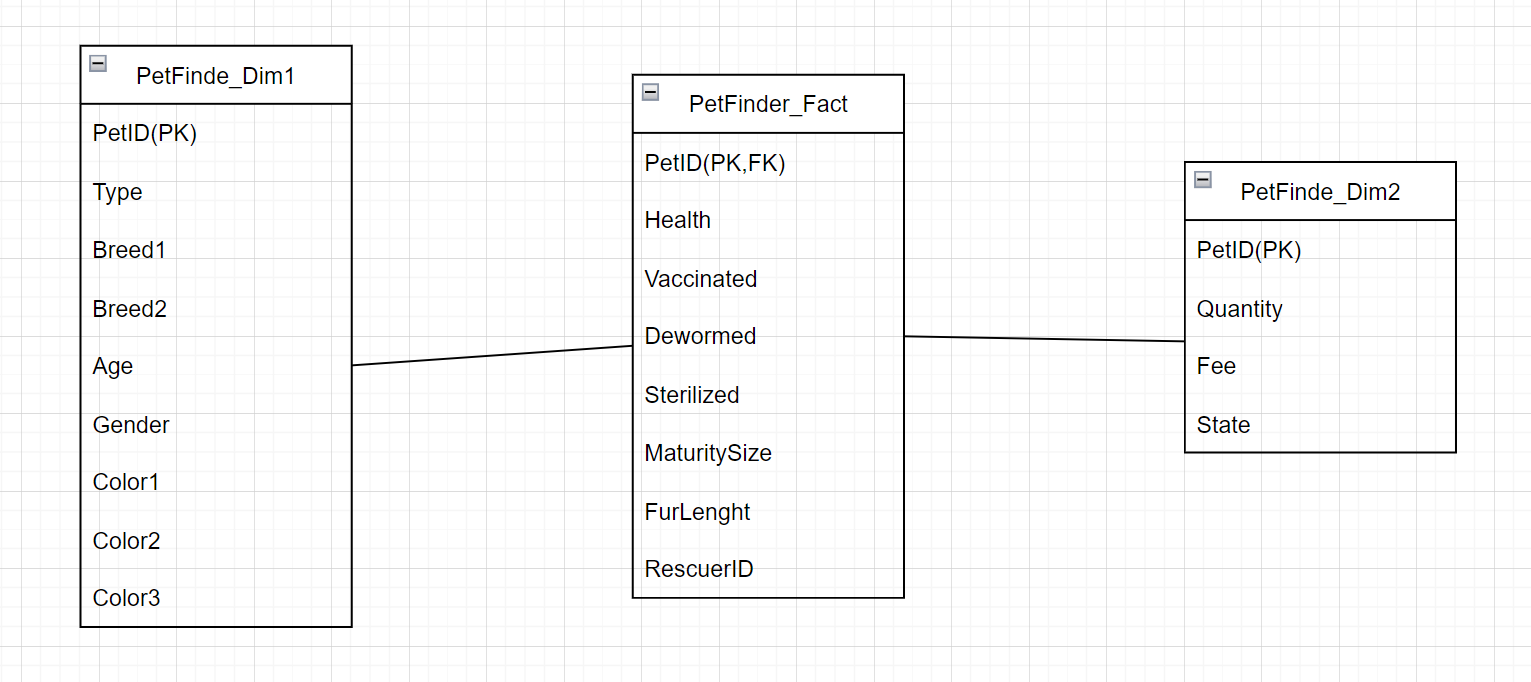 PetFinde_Dim1
PetID(PK)
Type
Breed1
Breed2
Age
Gender
Color1
Color2
Color3
PetFinder_Fact
PetID(PK,FK)
Health
Vaccinated
Dewormed
Sterilized
MaturitySize
FurLenght
RescuerID
PetFinde_Dim2
PetID(PK)
Quantity
Fee
State